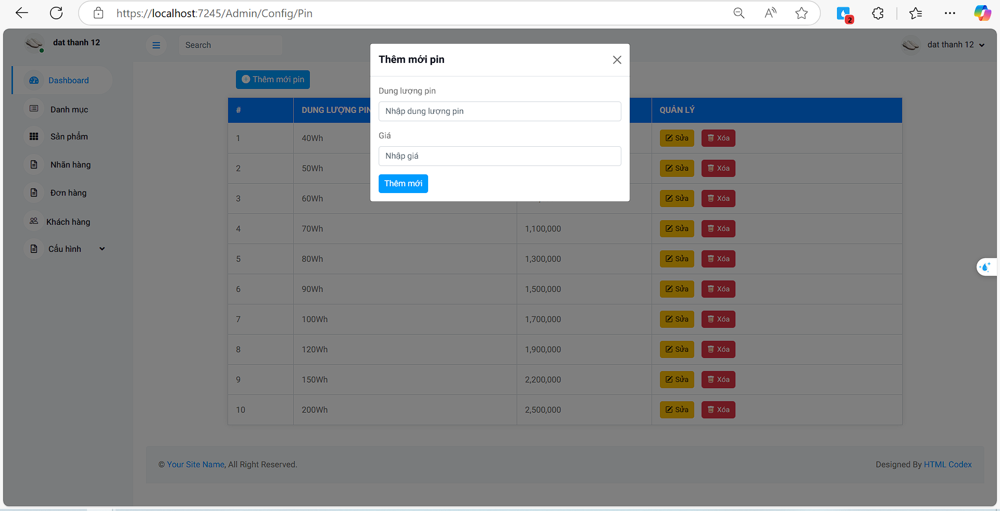 https://localhost:7245/Admin/Config/Pin
2
dat thanh 12
Search
dat thanh 12
Dashboard
Danh mục
Sản phẩm
Nhãn hàng
Đơn hàng
Khách hàng
Cấu hình
Thêm mới pin
Thêm mới pin
Dung lượng pin
Nhập dung lượng pin
Giá
Nhập giá
Thêm mới
# DUNG LƯỢNG PIN QUẢN LÝ
1 40Wh Sửa Xóa
2 50Wh Sửa Xóa
3 60Wh Sửa Xóa
4 70Wh 1,100,000 Sửa Xóa
5 80Wh 1,300,000 Sửa Xóa
6 90Wh 1,500,000 Sửa Xóa
7 100Wh 1,700,000 Sửa Xóa
8 120Wh 1,900,000 Sửa Xóa
9 150Wh 2,200,000 Sửa Xóa
10 200Wh 2,500,000 Sửa Xóa
© Your Site Name, All Right Reserved.
Designed By HTML Codex